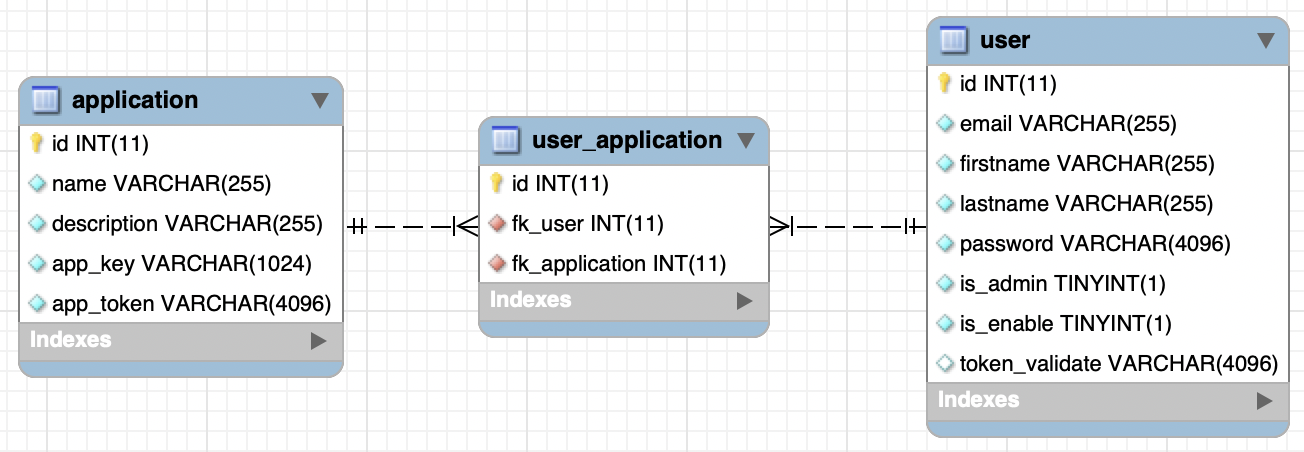 application
id INT(11)
name VARCHAR(255)
description VARCHAR(255)
app_key VARCHAR(1024)
app_token VARCHAR(4096)
Indexes
user_application
id INT(11)
fk_user INT(11)
fk_application INT(11)
Indexes
user
id INT(11)
email VARCHAR(255)
firstname VARCHAR(255)
lastname VARCHAR(255)
password VARCHAR(4096)
is_admin TINYINT(1)
is_enable TINYINT(1)
token_validate VARCHAR(4096)
Indexes